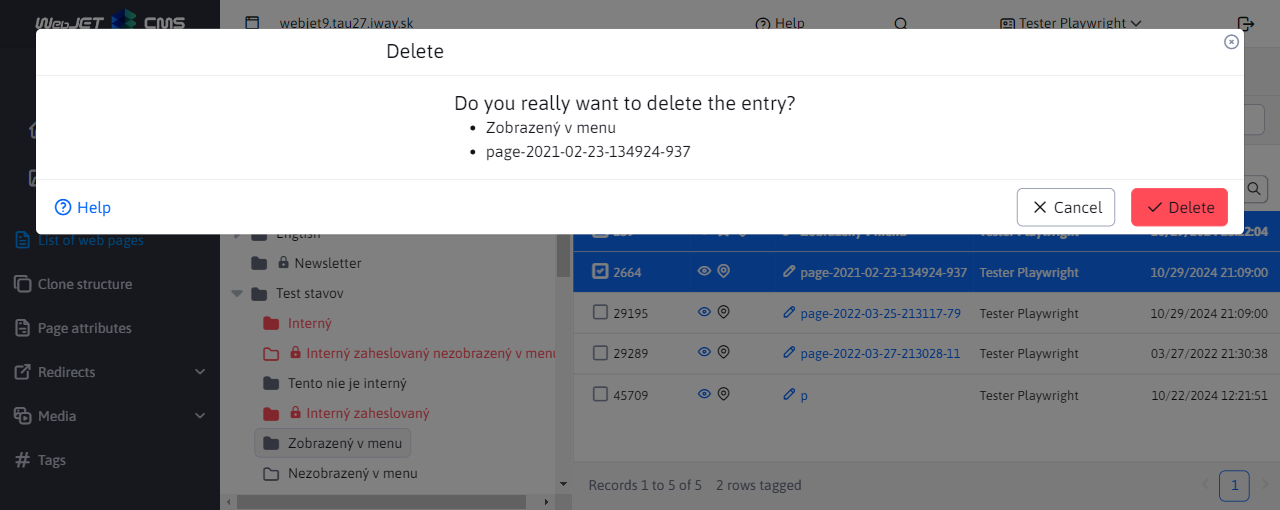 WebJET CMS
webjet9.tau27.iway.sk
Help
Tester Playwright
Delete
Do you really want to delete the entry?
Zobrazený v menu
page-2021-02-23-134924-937
Help
Cancel
Delete
List of web pages
Clone structure
Page attributes
Redirects
Media
Tags
English
Newsletter
Test stavov
Interný
Interný zaheslovaný nezobrazený v menu
Tento nie je interný
Interný zaheslovaný
Zobrazený v menu
Nezobrazený v menu
2664 page-2021-02-23-134924-937 Tester Playwright 10/29/2024 21:09:00
29195 page-2022-03-25-213117-79 Tester Playwright 10/29/2024 21:09:00
29289 page-2022-03-27-213028-11 Tester Playwright 03/27/2022 21:30:38
45709 p Tester Playwright 10/22/2024 12:21:51
Records 1 to 5 of 5 2 rows tagged
1